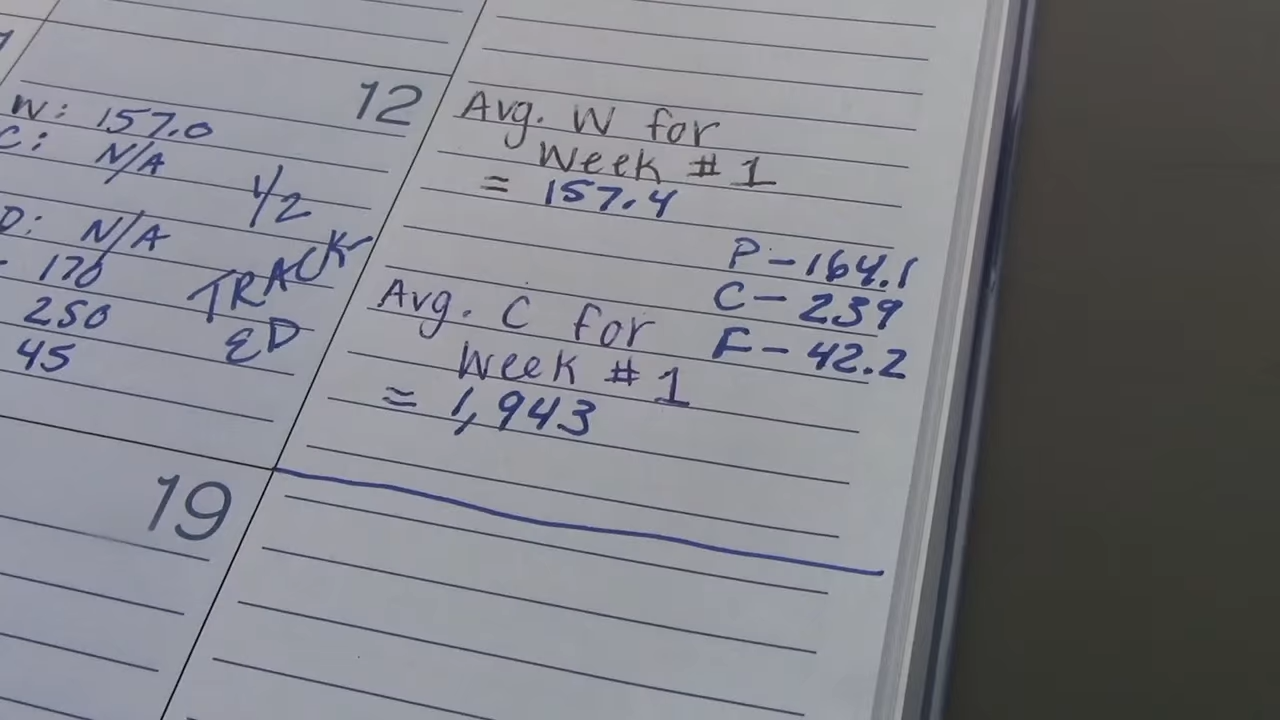 12
W: 157.0
C: N/A
1/2
D: N/A
170
TRACK
250
ED
45
19
Avg. W for
Week # 1
= 157.4
P - 164.1
C - 239
F - 42.2
Avg. C for
Week # 1
= 1,943